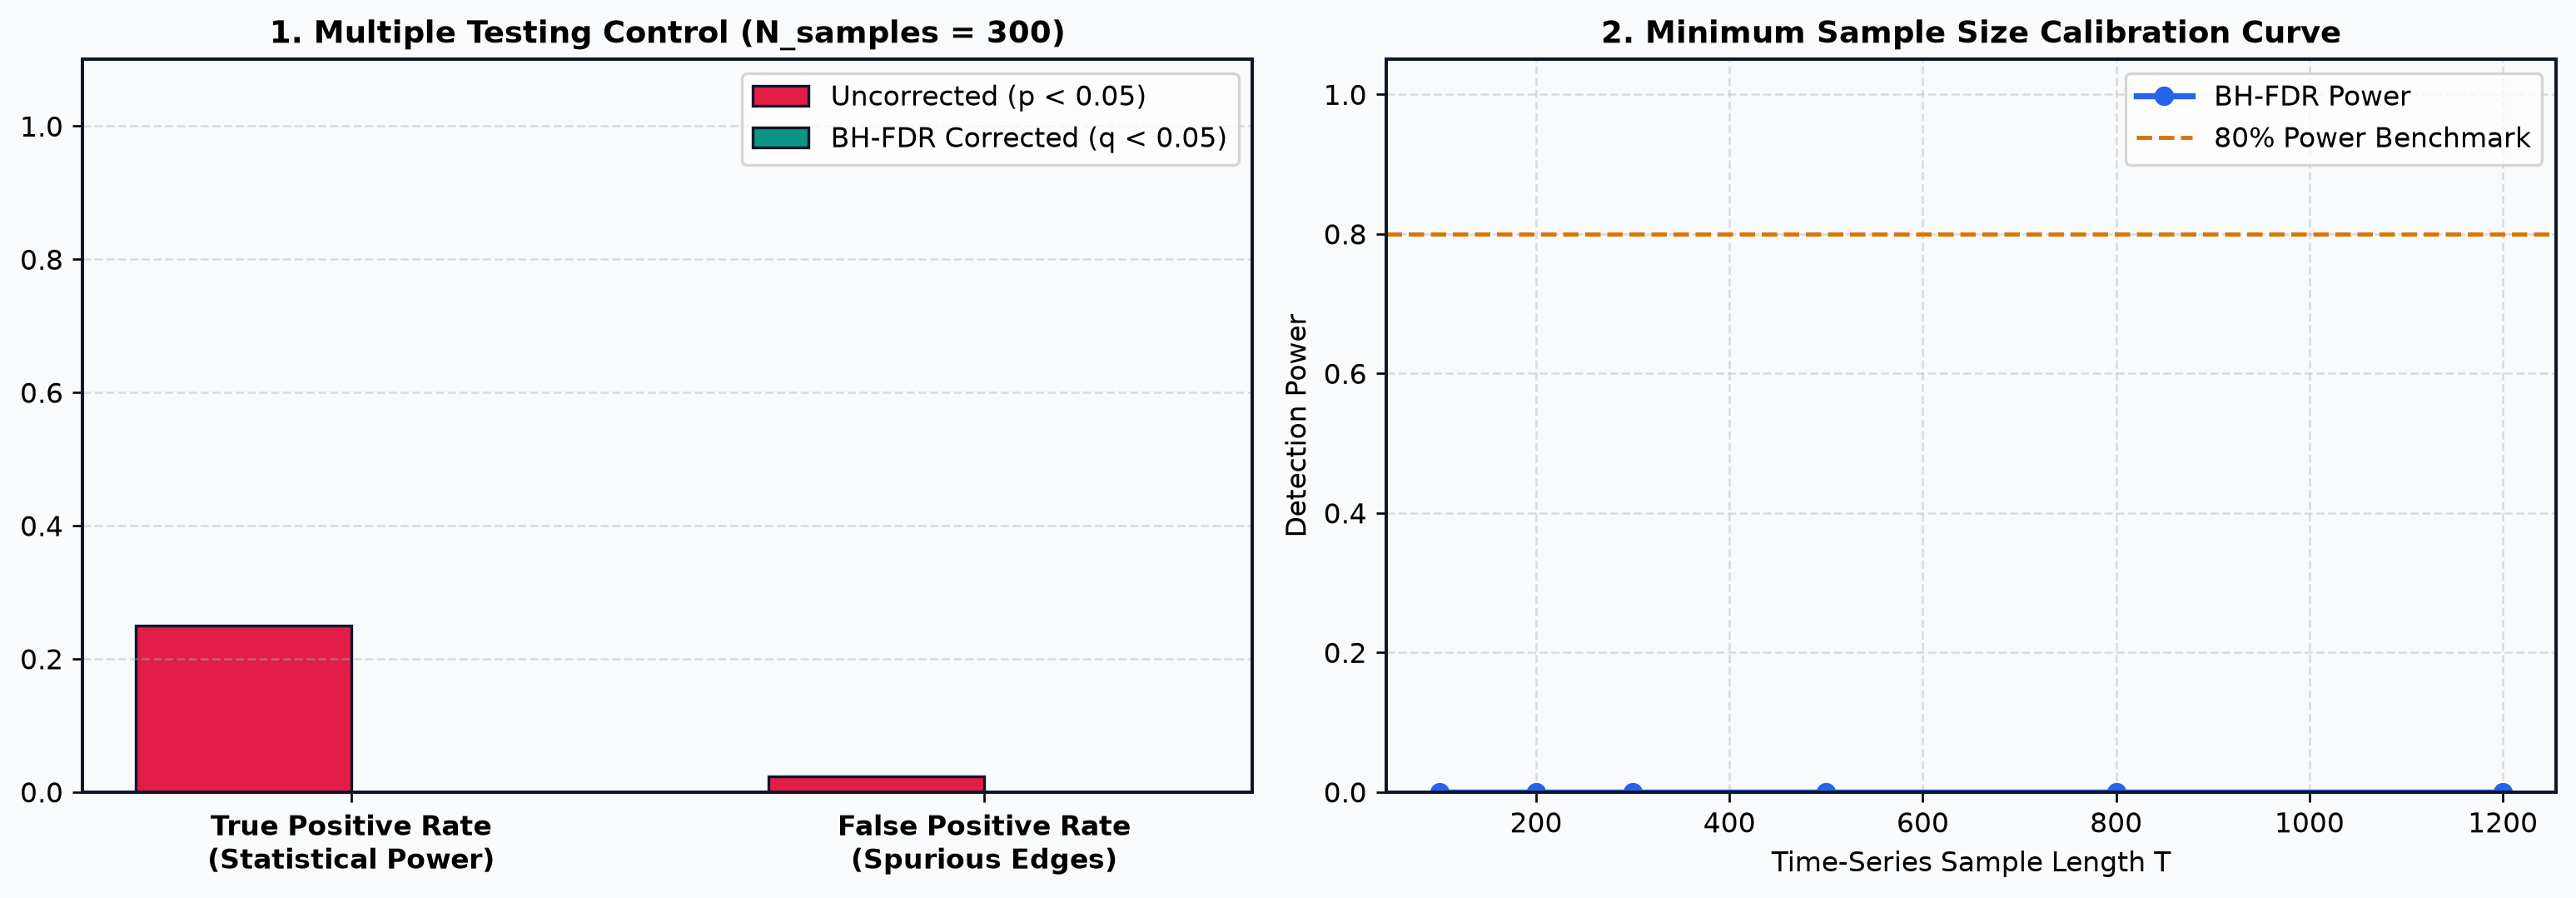 1. Multiple Testing Control (N_samples = 300)
Uncorrected (p < 0.05)
BH-FDR Corrected (q < 0.05)
1.0
0.8
0.6
0.4
0.2
0.0
True Positive Rate
(Statistical Power)
False Positive Rate
(Spurious Edges)
2. Minimum Sample Size Calibration Curve
BH-FDR Power
80% Power Benchmark
Detection Power
1.0
0.8
0.6
0.4
0.2
0.0
200 400 600 800 1000 1200
Time-Series Sample Length T